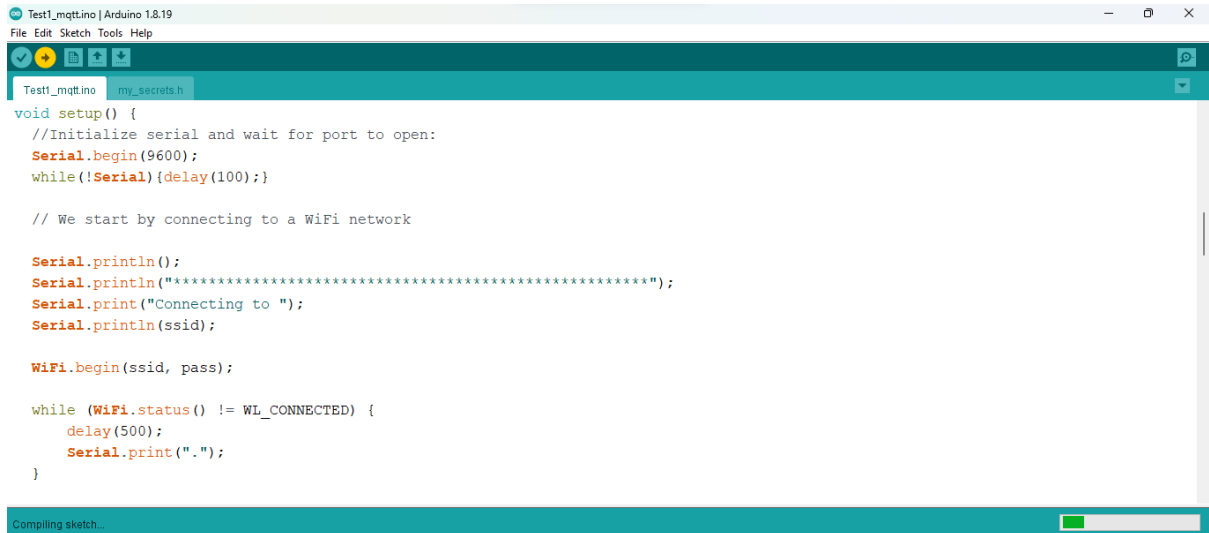 Test1_mqtt.ino | Arduino 1.8.19
File Edit Sketch Tools Help
Test1_mqtt.ino my_secrets.h
void setup() {
  //Initialize serial and wait for port to open:
  Serial.begin(9600);
  while(!Serial){delay(100);}
  // We start by connecting to a WiFi network
  Serial.println();
  Serial.println("******************************************************");
  Serial.print("Connecting to ");
  Serial.println(ssid);
  WiFi.begin(ssid, pass);
  while (WiFi.status() != WL_CONNECTED) {
      delay(500);
      Serial.print(".");
  }
Compiling sketch...